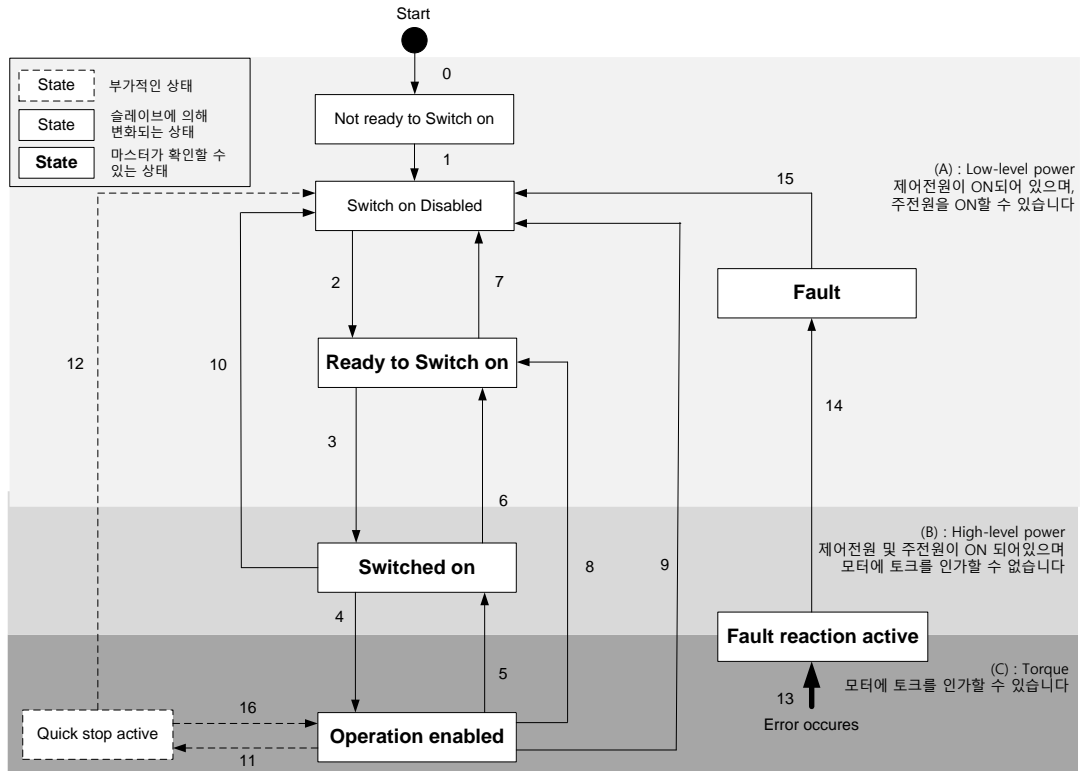 Start
0
State
부가적인 상태
State
슬레이브에 의해
변화되는 상태
State
마스터가 확인할 수
있는 상태
Not ready to Switch on
1
15
(A) : Low-level power
제어전원이 ON되어 있으며,
주전원을 ON할 수 있습니다
Switch on Disabled
2
7
Fault
12
10
Ready to Switch on
14
3
6
(B) : High-level power
제어전원 및 주전원이 ON 되어있으며
모터에 토크를 인가할 수 없습니다
Switched on
8
9
4
Fault reaction active
5
(C) : Torque
모터에 토크를 인가할 수 있습니다
13
Error occures
16
Quick stop active
Operation enabled
11